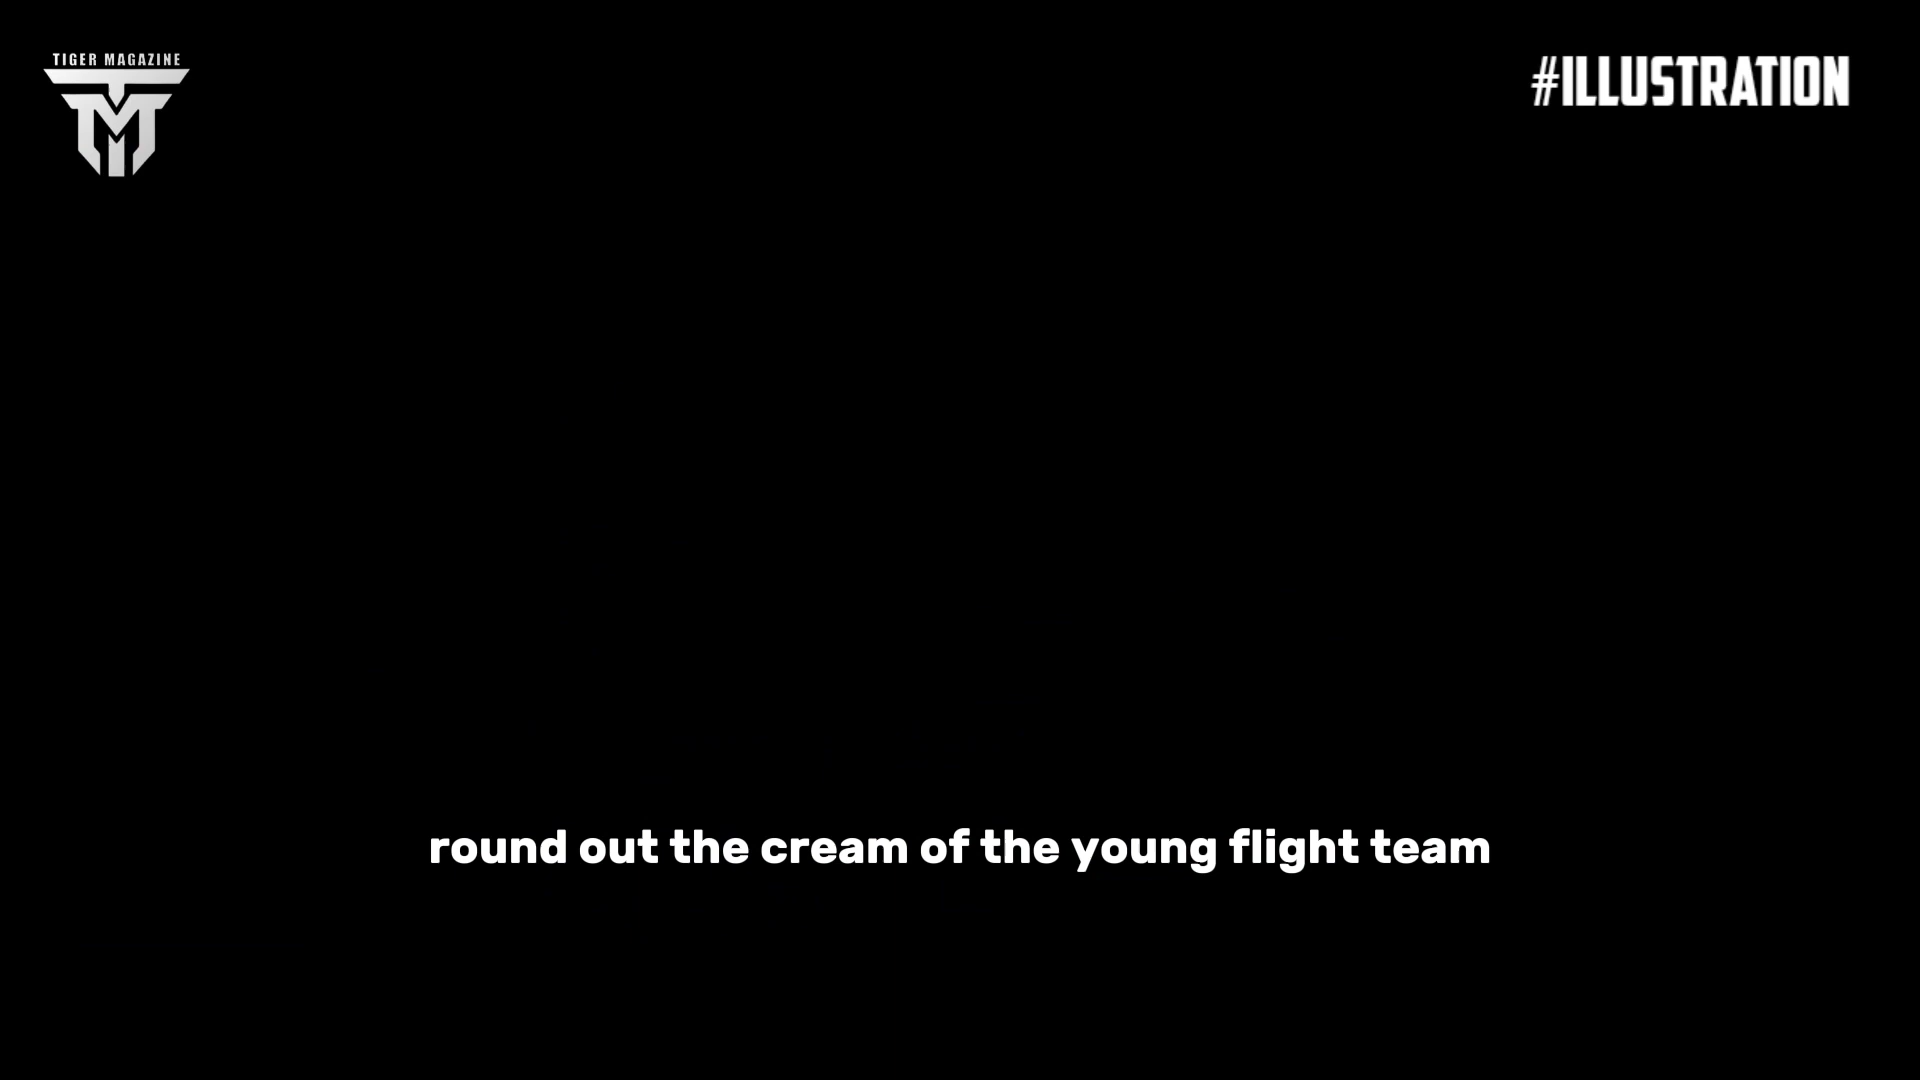 TIGER MAGAZINE
#ILLUSTRATION
round out the cream of the young flight team